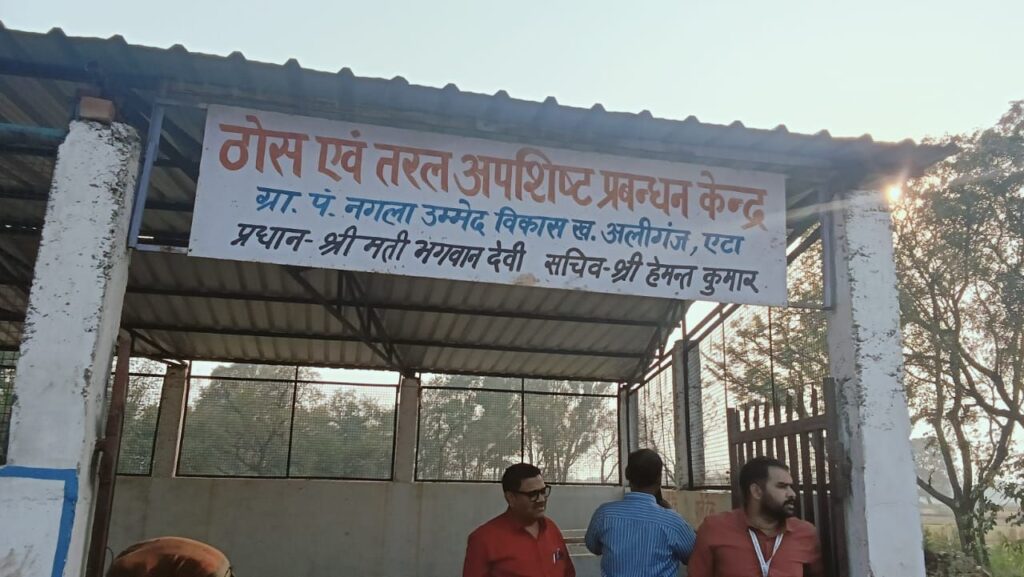 ठोस एवं तरल अपशिष्ट प्रबन्धन केन्द्र
ग्रा. पं. नगला उम्मेद विकास ख. अलीगंज, एटा
प्रधान- श्री मती भगवान देवी सचिव-श्री हेमन्त कुमार